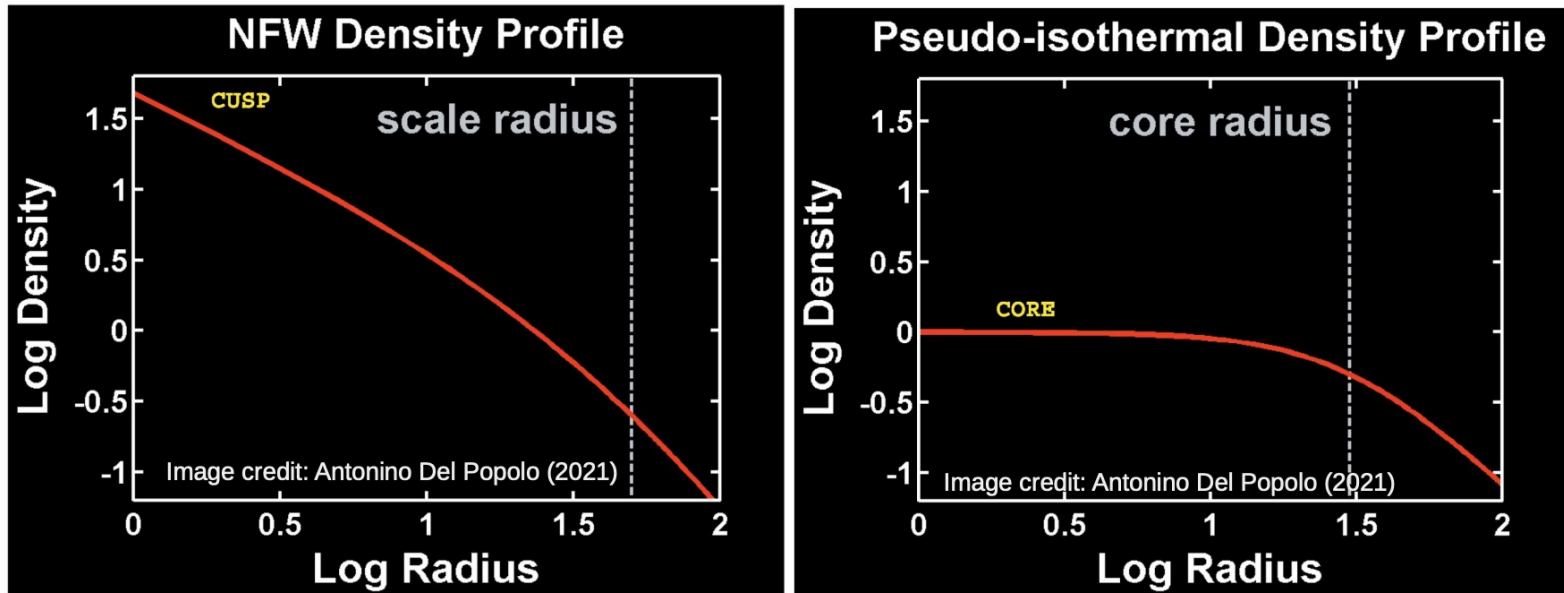 NFW Density Profile
CUSP
scale radius
1.5
1
0.5
0
-0.5
-1
Log Density
Image credit: Antonino Del Popolo (2021)
0 0.5 1 1.5 2
Log Radius
Pseudo-isothermal Density Profile
core radius
1.5
1
0.5
0
-0.5
-1
Log Density
CORE
Image credit: Antonino Del Popolo (2021)
0 0.5 1 1.5 2
Log Radius